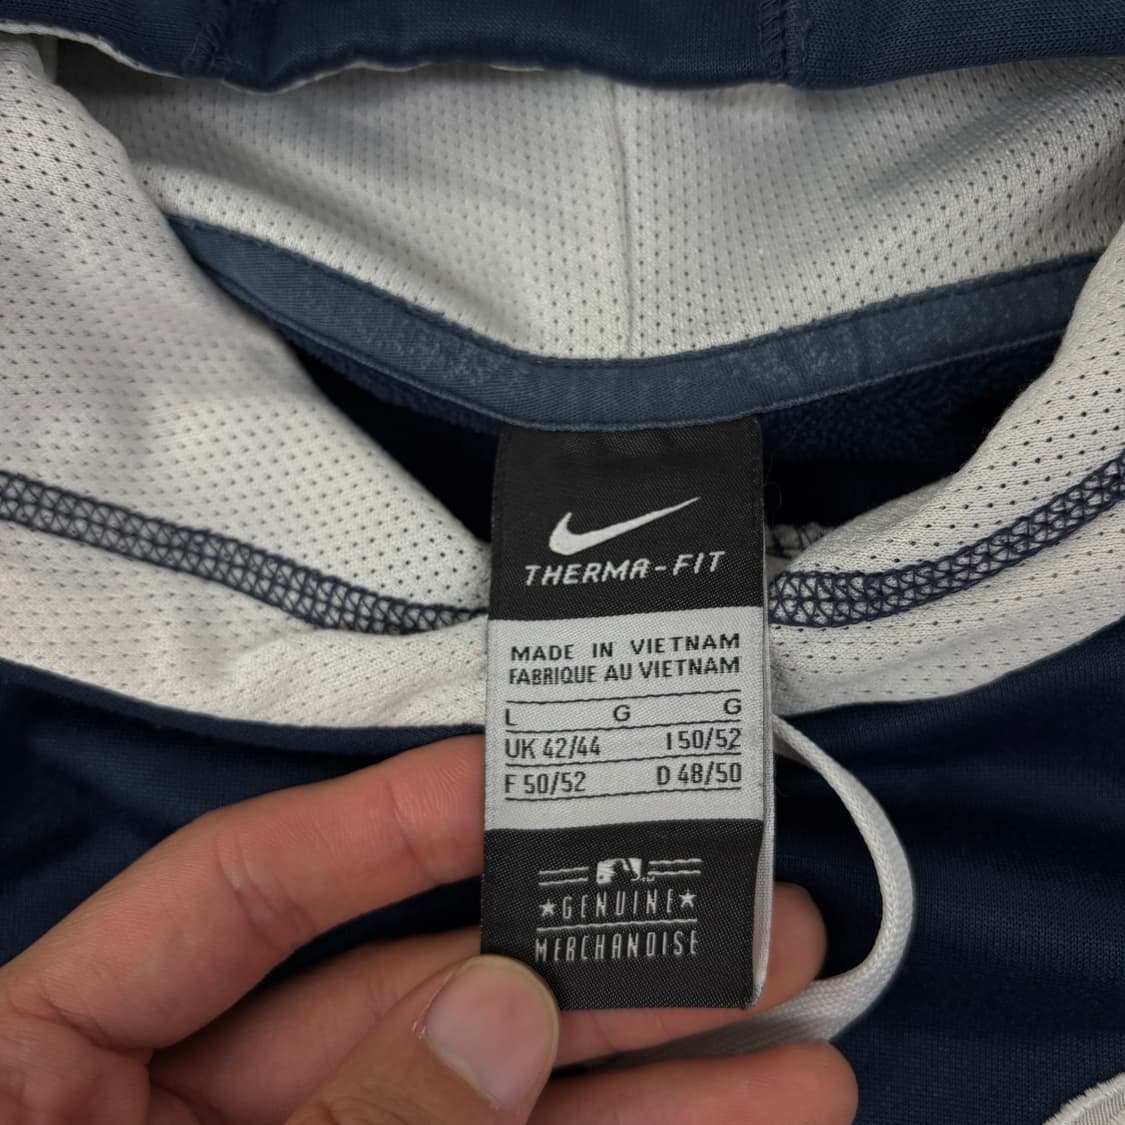 THERMA-FIT
MADE IN VIETNAM
FABRIQUE AU VIETNAM
L G G
UK 42/44 I 50/52
F 50/52 D 48/50
GENUINE
MERCHANDISE